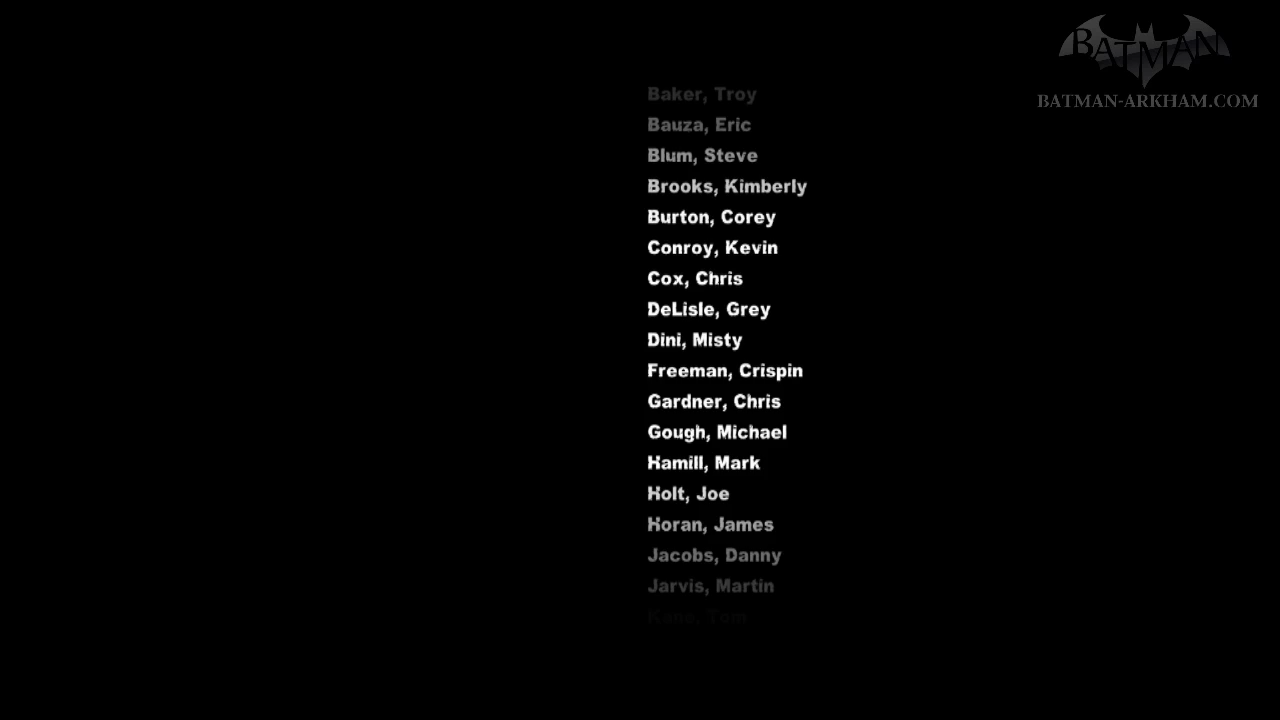 BATMAN
BATMAN-ARKHAM.COM
Baker, Troy
Bauza, Eric
Blum, Steve
Brooks, Kimberly
Burton, Corey
Conroy, Kevin
Cox, Chris
DeLisle, Grey
Dini, Misty
Freeman, Crispin
Gardner, Chris
Gough, Michael
Hamill, Mark
Holt, Joe
Horan, James
Jacobs, Danny
Jarvis, Martin
Kane, Tom